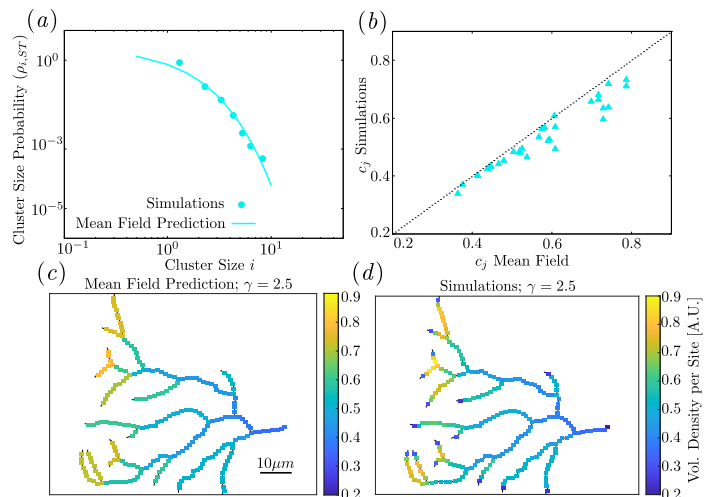 (a)
Cluster Size Probability (ρ_{i,ST})
10^0
10^{-3}
10^{-5}
Simulations
Mean Field Prediction
10^{-1}
10^0
10^1
Cluster Size i
(b)
c_j Simulations
0.8
0.6
0.4
0.2
0.2
0.4
0.6
0.8
c_j Mean Field
(c)
Mean Field Prediction; γ = 2.5
10μm
0.9
0.8
0.7
0.6
0.5
0.4
0.3
0.2
(d)
Simulations; γ = 2.5
0.9
0.8
0.7
0.6
0.5
0.4
0.3
0.2
Vol. Density per Site [A.U.]